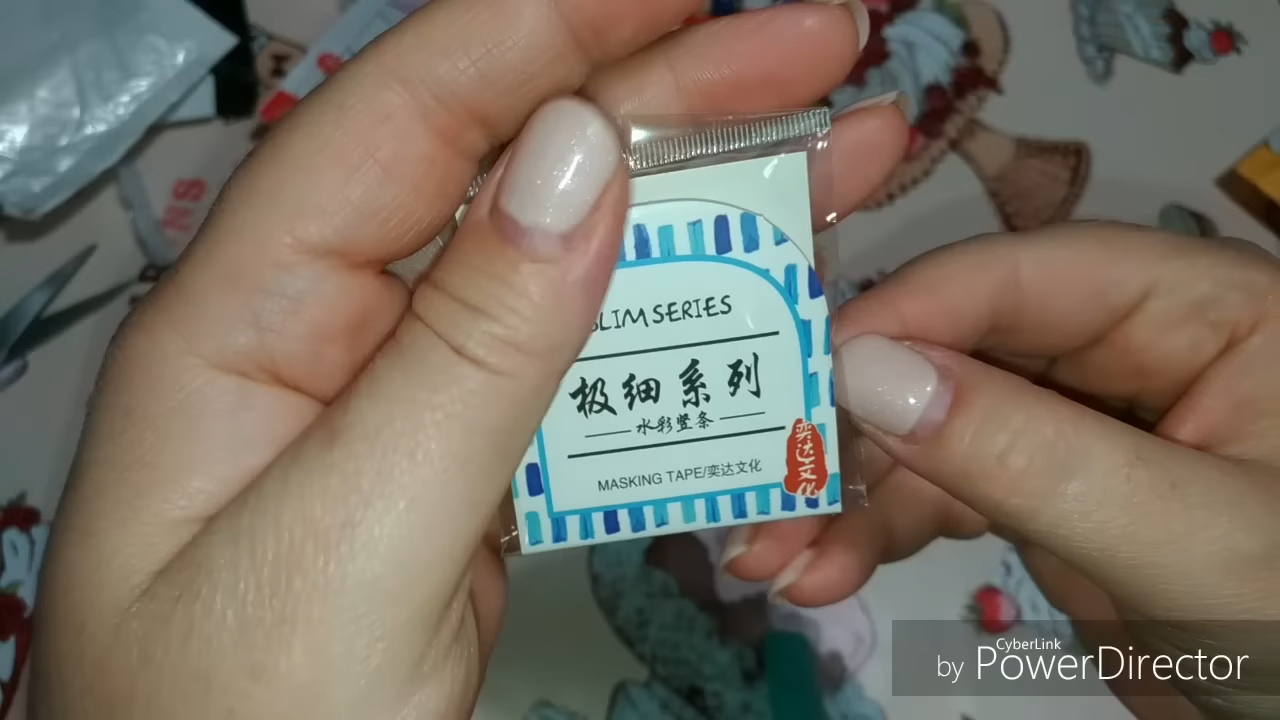 SLIM SERIES
极细系列
水彩竖条
MASKING TAPE/奕达文化
奕达文化
NS
CyberLink
by PowerDirector